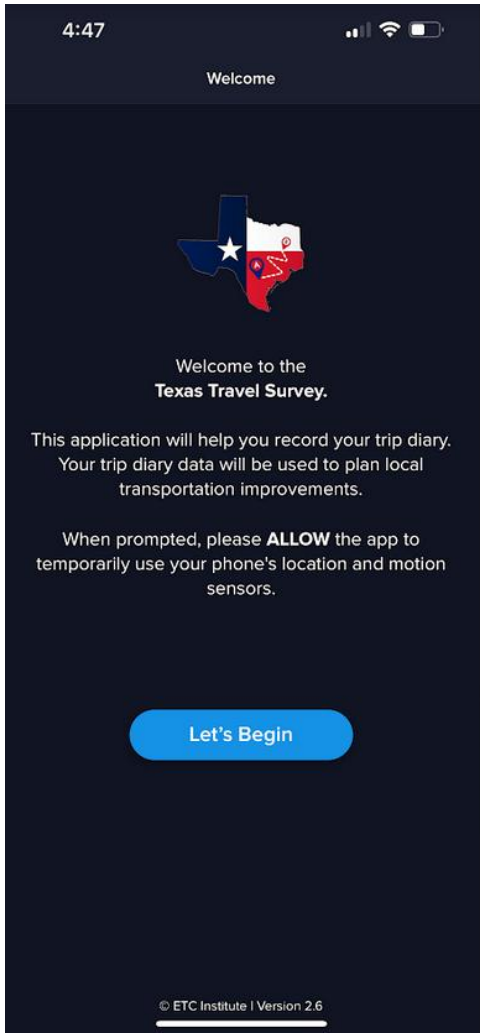 4:47
Welcome
Welcome to the
Texas Travel Survey.
This application will help you record your trip diary.
Your trip diary data will be used to plan local
transportation improvements.
When prompted, please ALLOW the app to
temporarily use your phone's location and motion
sensors.
Let's Begin
© ETC Institute | Version 2.6